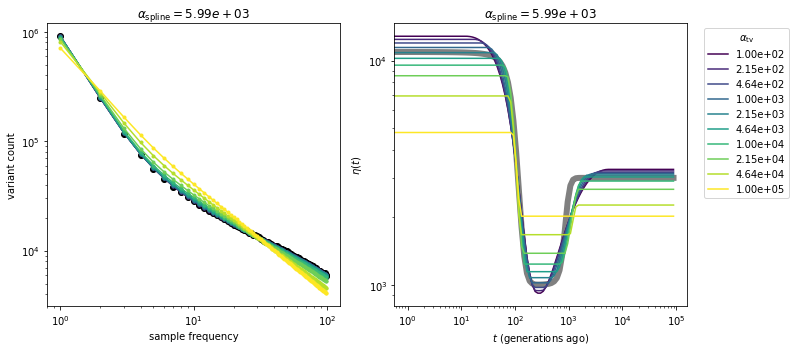 α_spline = 5.99e + 03
10^6
10^5
10^4
variant count
10^0
10^1
10^2
sample frequency
α_spline = 5.99e + 03
10^4
10^3
η(t)
10^0
10^1
10^2
10^3
10^4
10^5
t (generations ago)
α_tv
1.00e+02
2.15e+02
4.64e+02
1.00e+03
2.15e+03
4.64e+03
1.00e+04
2.15e+04
4.64e+04
1.00e+05